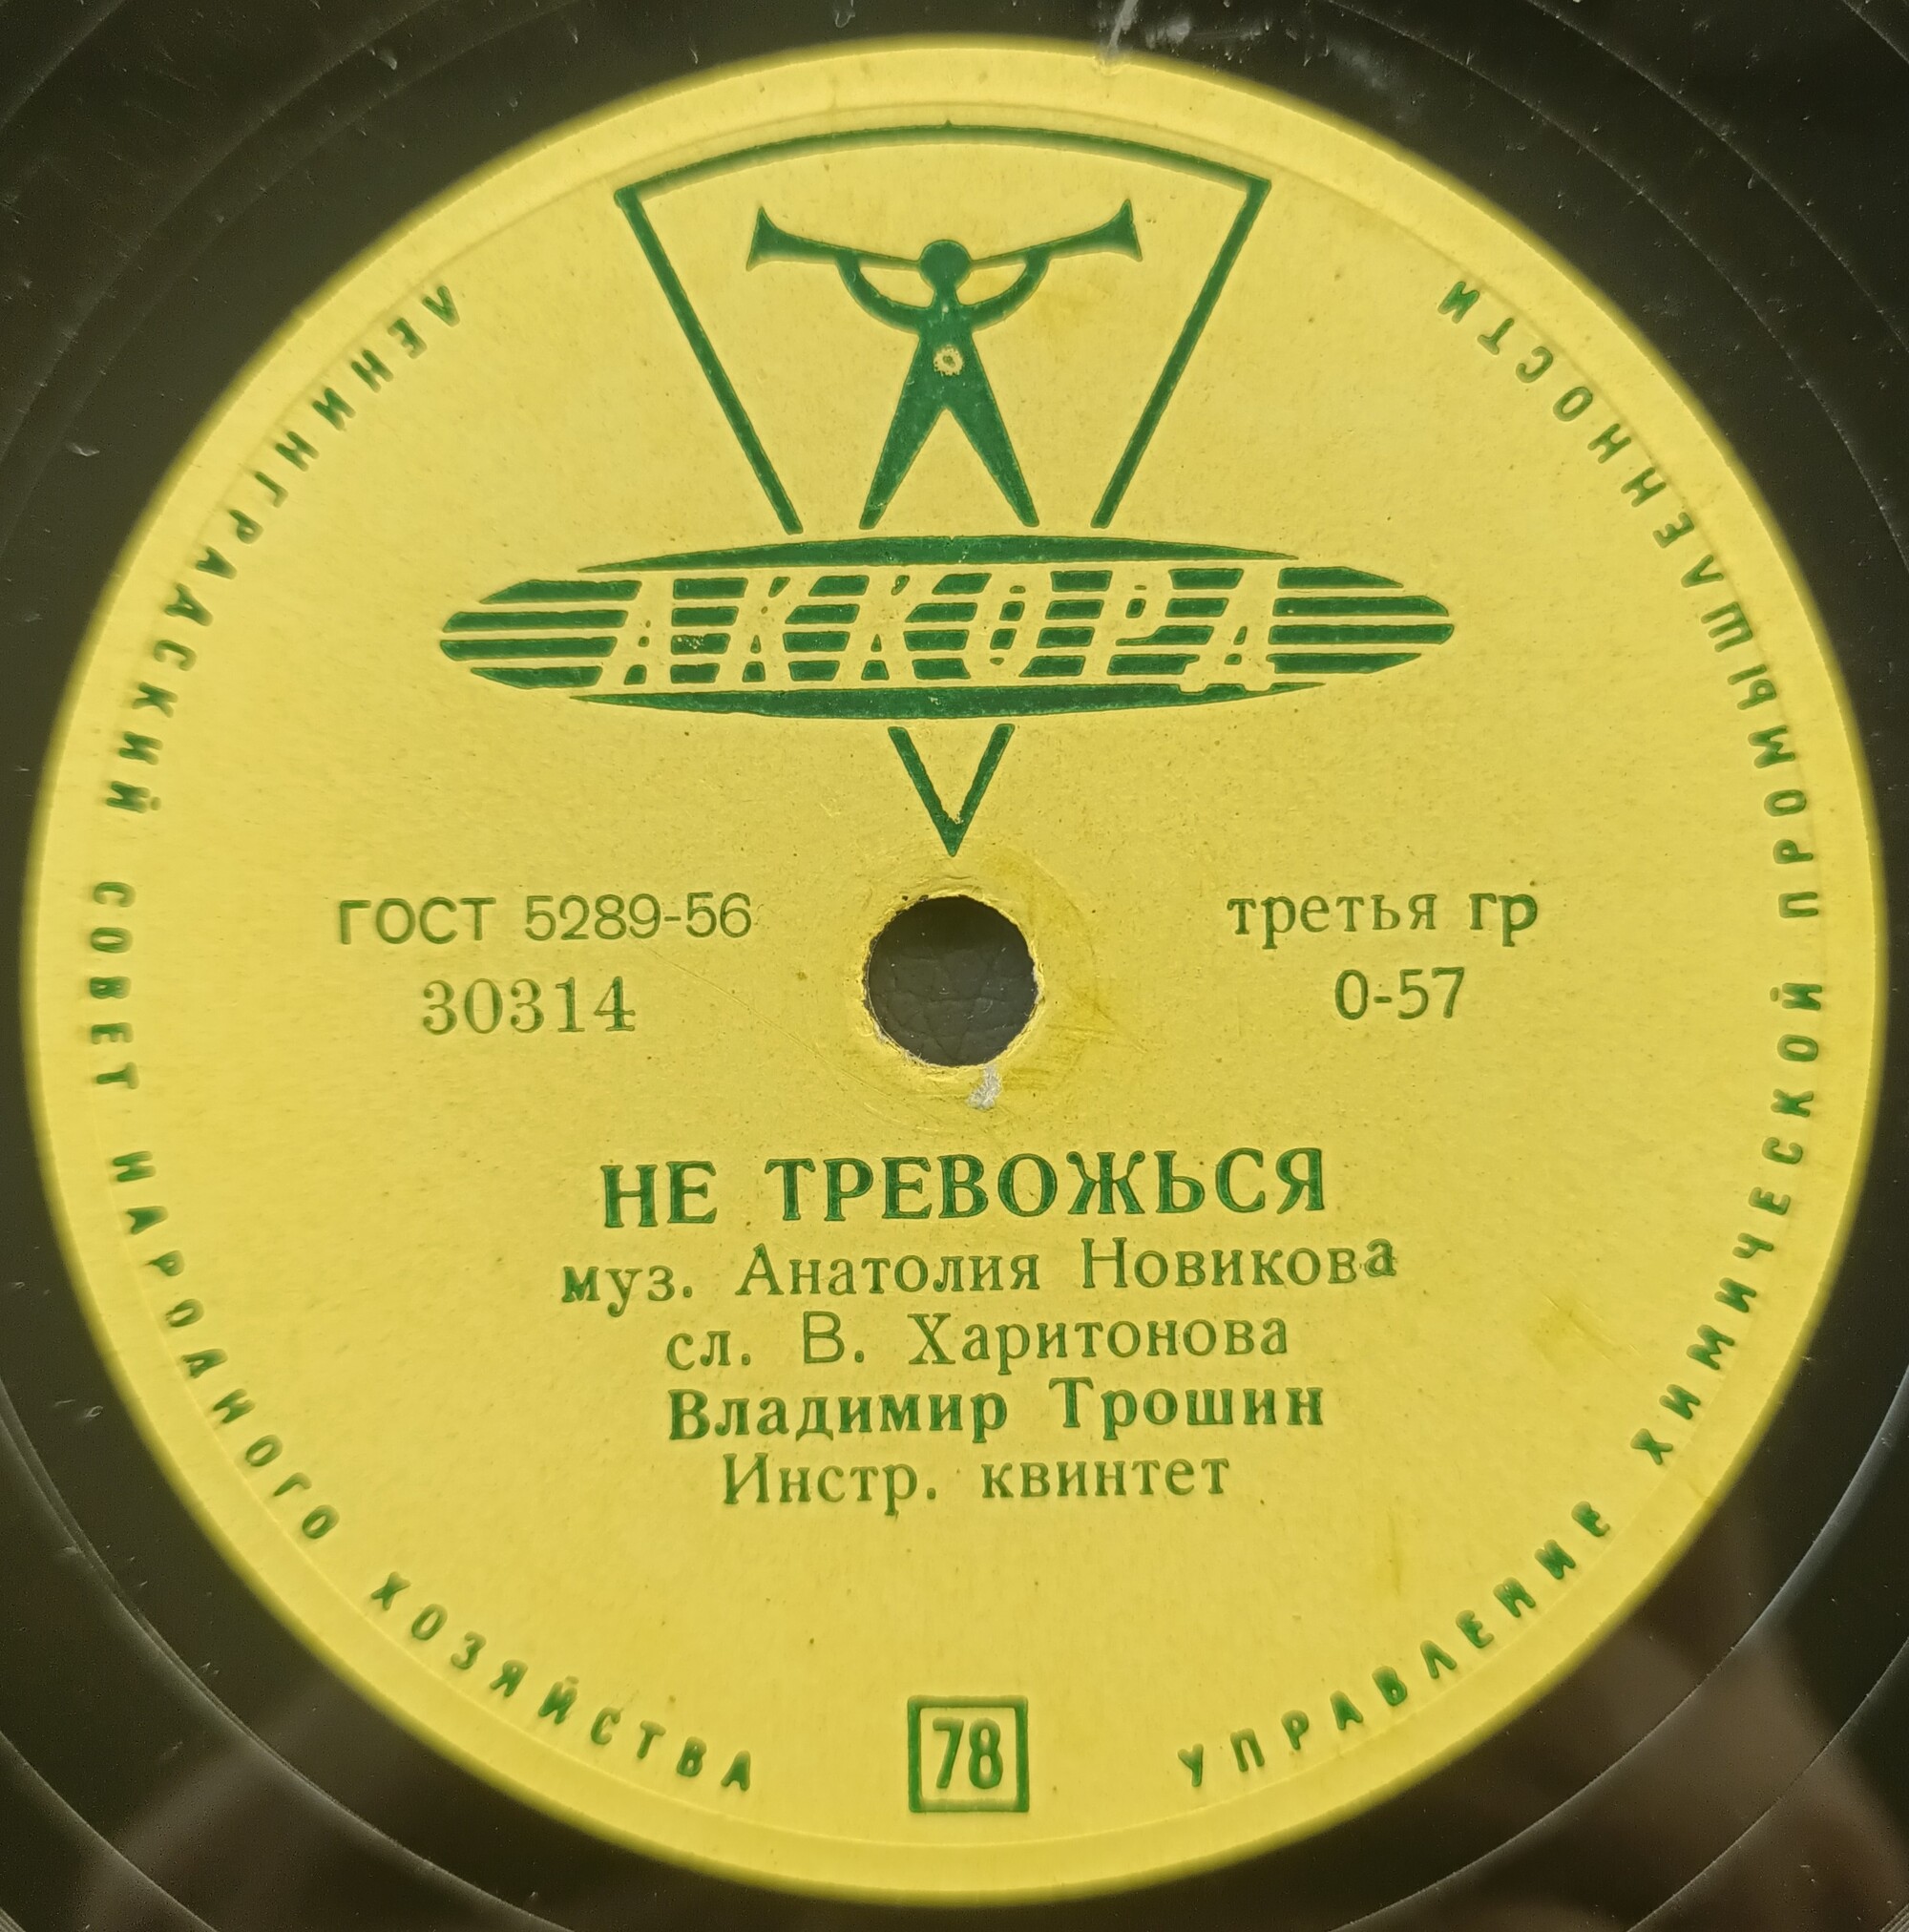 АККОРД
ГОСТ 5289-56
30314
третья гр
0-57
НЕ ТРЕВОЖЬСЯ
муз. Анатолия Новикова
сл. В. Харитонова
Владимир Трошин
Инстр. квинтет
78
ЛЕНИНГРАДСКИЙ СОВЕТ НАРОДНОГО ХОЗЯЙСТВА
УПРАВЛЕНИЕ ХИМИЧЕСКОЙ ПРОМЫШЛЕННОСТИ